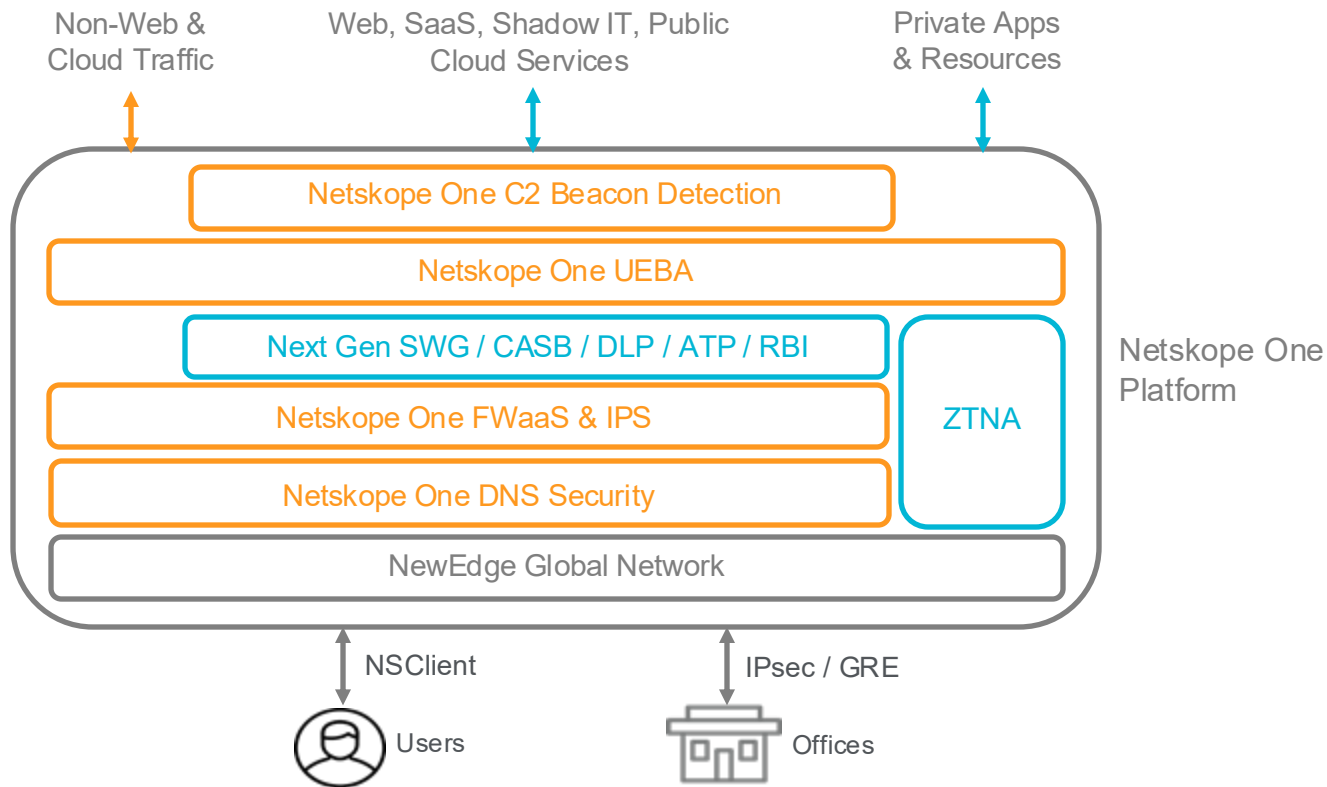 Non-Web &
Cloud Traffic
Web, SaaS, Shadow IT, Public
Cloud Services
Private Apps
& Resources
Netskope One C2 Beacon Detection
Netskope One UEBA
Next Gen SWG / CASB / DLP / ATP / RBI
Netskope One FWaaS & IPS
ZTNA
Netskope One DNS Security
NewEdge Global Network
Netskope One
Platform
NSClient
IPsec / GRE
Users
Offices